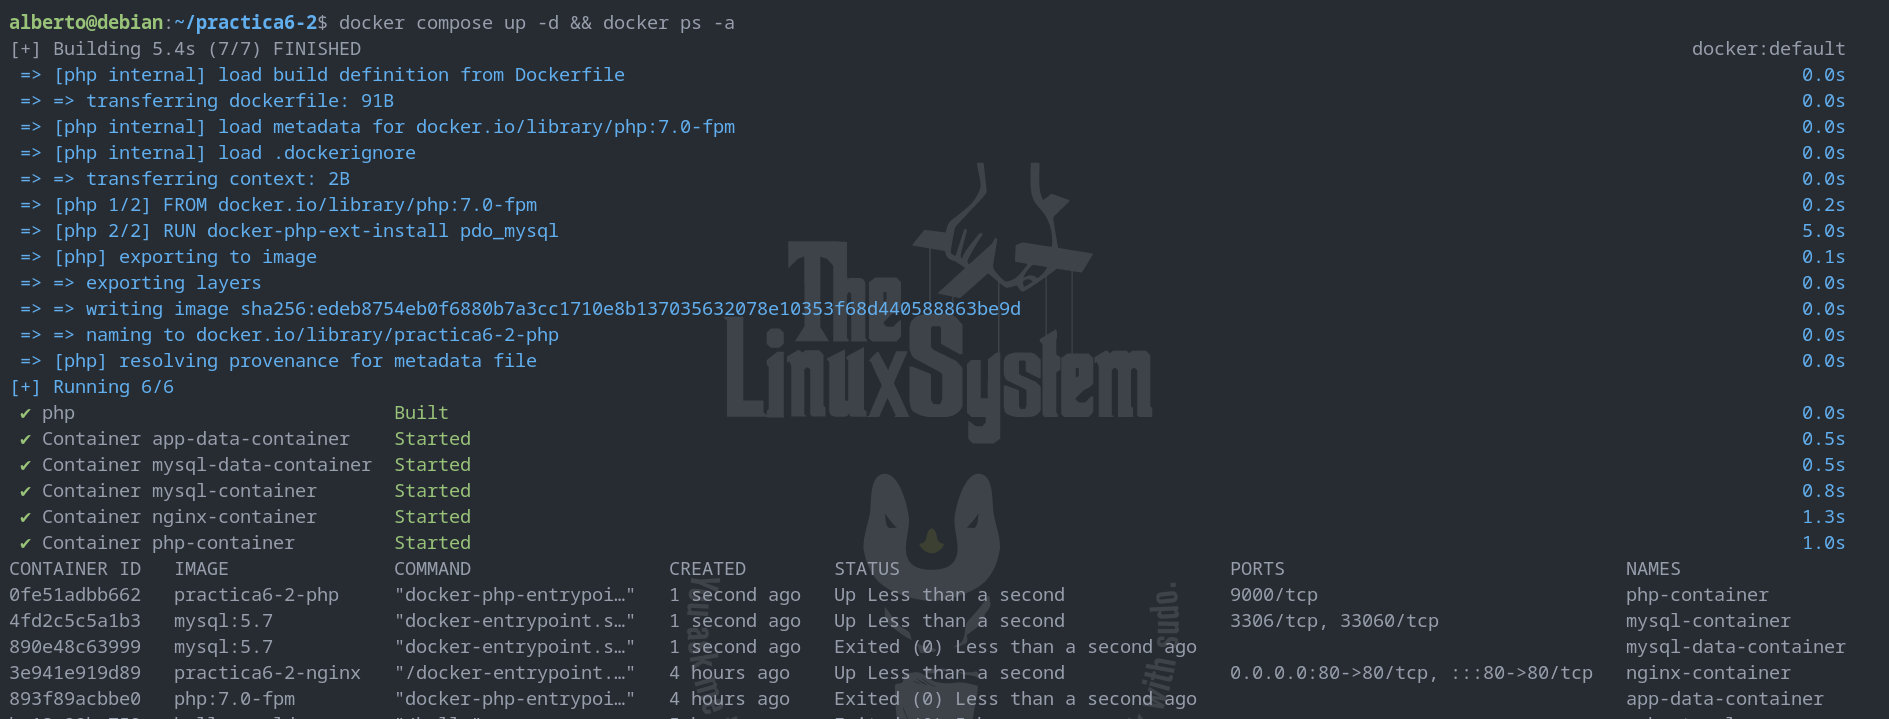 alberto@debian:~/practica6-2$ docker compose up -d && docker ps -a
[+] Building 5.4s (7/7) FINISHED docker:default
=> [php internal] load build definition from Dockerfile 0.0s
=> => transferring dockerfile: 91B 0.0s
=> [php internal] load metadata for docker.io/library/php:7.0-fpm 0.0s
=> [php internal] load .dockerignore 0.0s
=> => transferring context: 2B 0.0s
=> [php 1/2] FROM docker.io/library/php:7.0-fpm 0.2s
=> [php 2/2] RUN docker-php-ext-install pdo_mysql 5.0s
=> [php] exporting to image 0.1s
=> => exporting layers 0.0s
=> => writing image sha256:edeb8754eb0f6880b7a3cc1710e8b137035632078e10353f68d440588863be9d 0.0s
=> => naming to docker.io/library/practica6-2-php 0.0s
=> [php] resolving provenance for metadata file 0.0s
[+] Running 6/6
✔ php Built 0.0s
✔ Container app-data-container Started 0.5s
✔ Container mysql-data-container Started 0.5s
✔ Container mysql-container Started 0.8s
✔ Container nginx-container Started 1.3s
✔ Container php-container Started 1.0s
CONTAINER ID IMAGE COMMAND CREATED STATUS PORTS NAMES
0fe51adbb662 practica6-2-php "docker-php-entrypoi…" 1 second ago Up Less than a second 9000/tcp php-container
4fd2c5c5a1b3 mysql:5.7 "docker-entrypoint.s…" 1 second ago Up Less than a second 3306/tcp, 33060/tcp mysql-container
890e48c63999 mysql:5.7 "docker-entrypoint.s…" 1 second ago Exited (0) Less than a second ago mysql-data-container
3e941e919d89 practica6-2-nginx "/docker-entrypoint.…" 4 hours ago Up Less than a second 0.0.0.0:80->80/tcp, :::80->80/tcp nginx-container
893f89acbbe0 php:7.0-fpm "docker-php-entrypoi…" 4 hours ago Exited (0) Less than a second ago app-data-container
The
LinuxSystem
You ask me
with sudo.